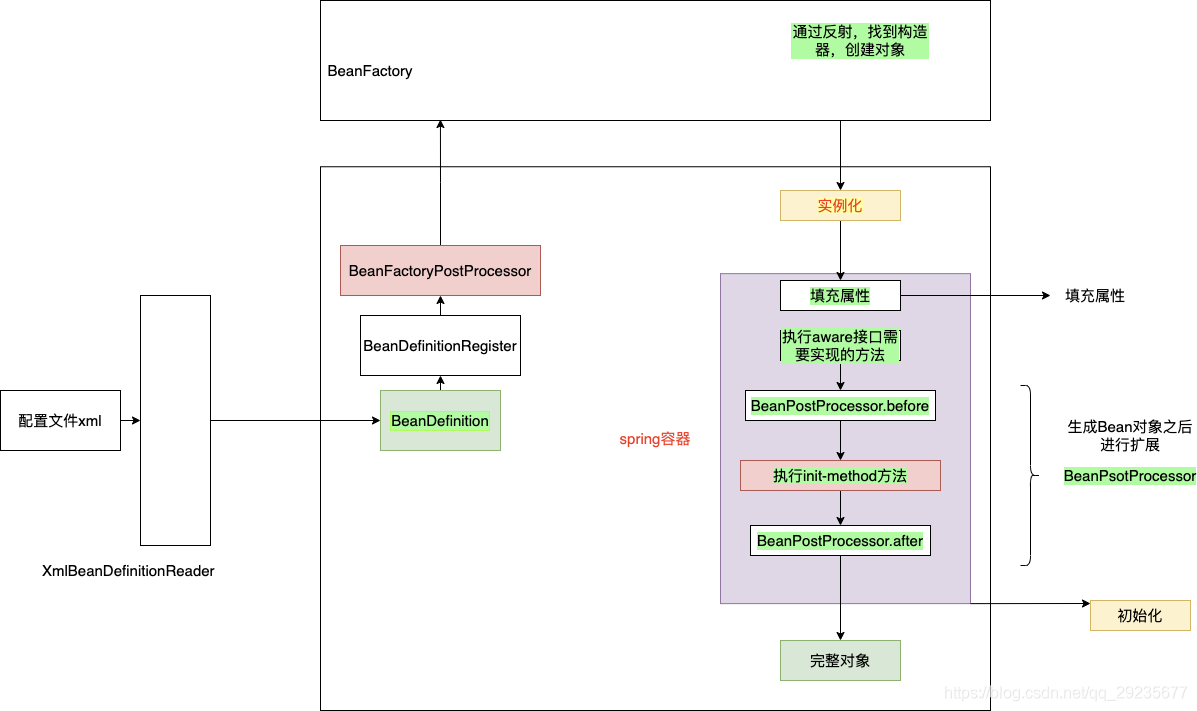 通过反射，找到构造
器，创建对象
BeanFactory
实例化
BeanFactoryPostProcessor
填充属性
填充属性
执行aware接口需
要实现的方法
BeanDefinitionRegister
配置文件xml
BeanDefinition
BeanPostProcessor.before
spring容器
生成Bean对象之后
进行扩展
BeanPsotProcessor
执行init-method方法
BeanPostProcessor.after
XmlBeanDefinitionReader
初始化
完整对象
https://blog.csdn.net/qq_29235677